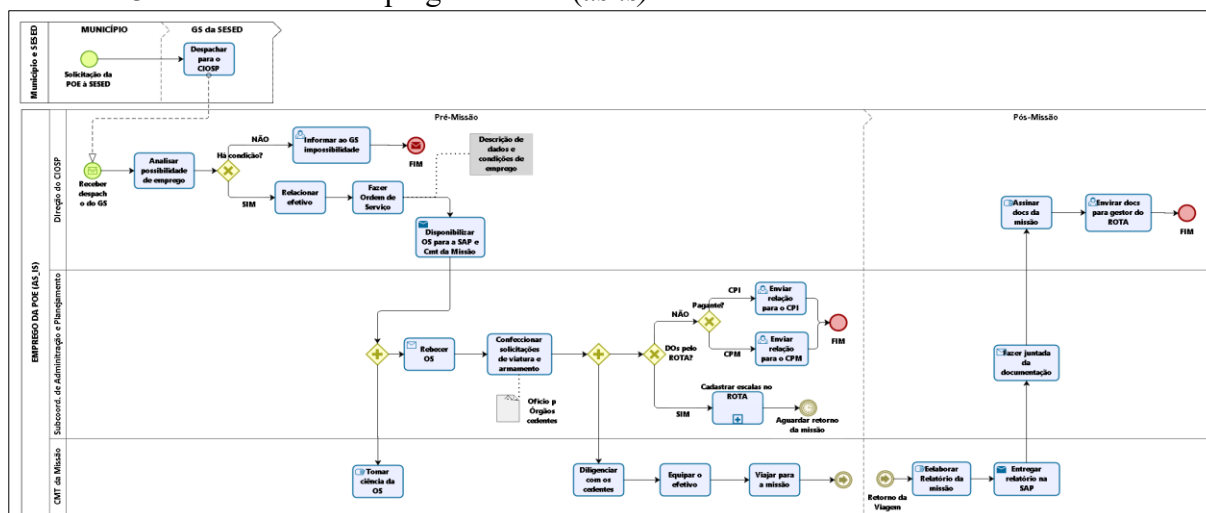 (as is)
Município e SESED
MUNICÍPIO
GS da SESED
Solicitação da
POE à SESED
Despachar
para o
CIOSP
EMPREGO DA POE (AS_IS)
Pré-Missão
Pós-Missão
Direção do CIOSP
Receber
despach
o do GS
Analisar
possibilidade
de emprego
Há condição?
NÃO
SIM
Informar ao GS
impossibilidade
FIM
Descrição de
dados e
condições de
emprego
Relacionar
efetivo
Fazer
Ordem de
Serviço
Disponibilizar
OS para a SAP e
Cmt da Missão
Assinar
docs da
missão
Envirar docs
para gestor do
ROTA
FIM
Subcoord. de Admnitração e Planejamento
Rebecer
OS
Confeccionar
solicitações
de viatura e
armamento
Ofício p
Órgãos
cedentes
DOs pelo
ROTA?
NÃO
SIM
Pagante?
CPI
CPM
Enviar
relação
para o CPI
Enviar
relação
para o CPM
FIM
Cadastrar escalas no
ROTA
Aguardar retorno
da missão
Fazer juntada
da
documentação
CMT da Missão
Tomar
ciência da
OS
Diligenciar
com os
cedentes
Equipar o
efetivo
Viajar para
a missão
Retorno da
Viagem
Eelaborar
Relatório da
missão
Entregar
relatório na
SAP